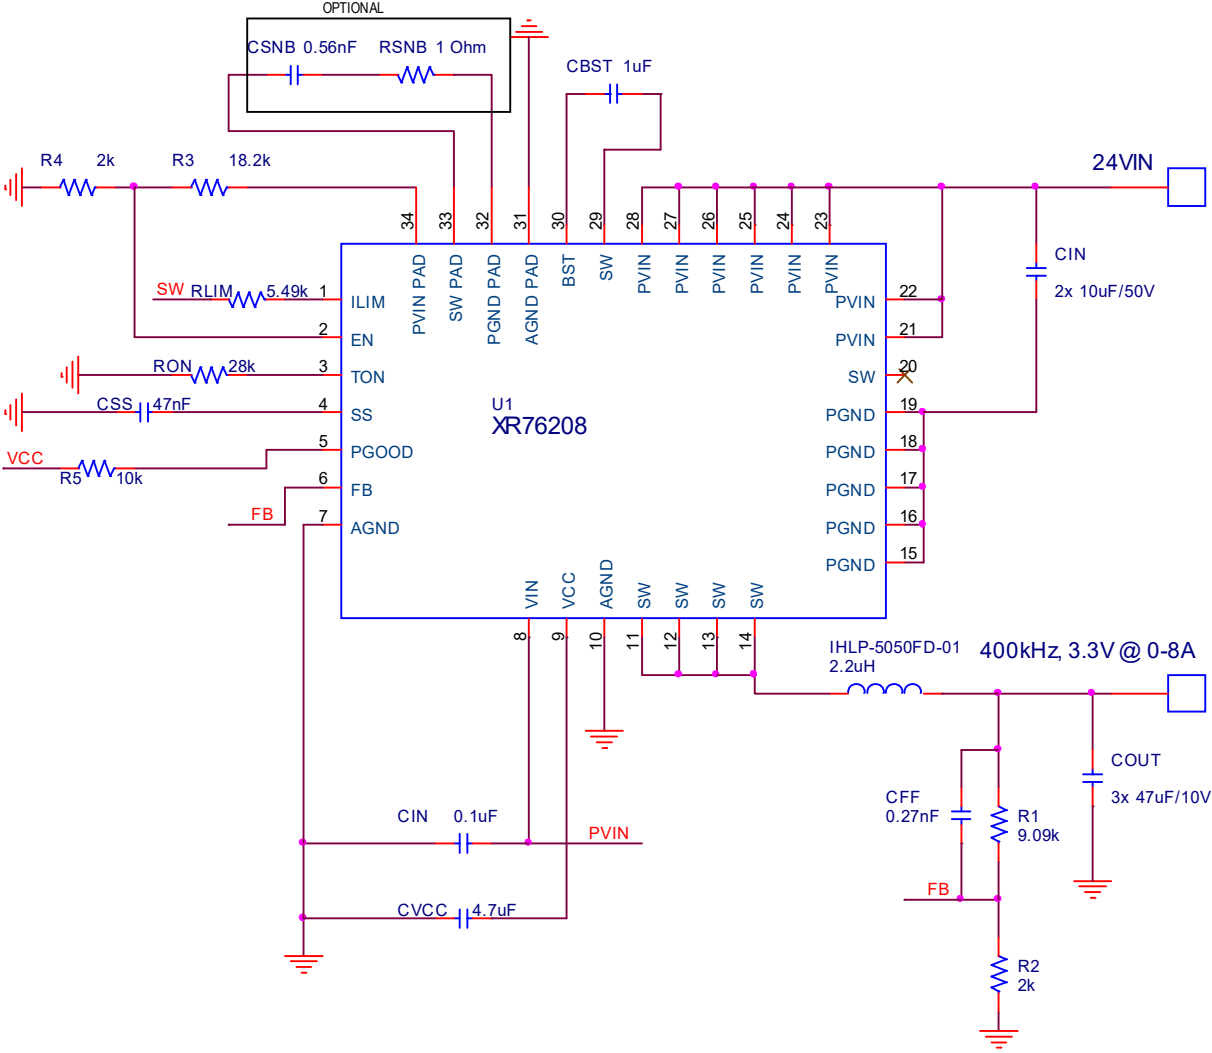 OPTIONAL
CSNB 0.56nF RSNB 1 Ohm
CBST 1uF
R4 2k R3 18.2k
24VIN
34 33 32 31 30 29 28 27 26 25 24 23
PVIN PAD
SW PAD
PGND PAD
AGND PAD
BST
SW
PVIN
PVIN
PVIN
PVIN
PVIN
PVIN
CIN
2x 10uF/50V
SW RLIM 5.49k 1 ILIM
2 EN
RON 28k 3 TON
CSS 47nF 4 SS
5 PGOOD
VCC
R5 10k
6 FB
FB
7 AGND
U1
XR76208
PVIN 22
PVIN 21
SW 20
PGND 19
PGND 18
PGND 17
PGND 16
PGND 15
VIN
VCC
AGND
SW
SW
SW
SW
8 9 10 11 12 13 14
IHLP-5050FD-01
2.2uH
400kHz, 3.3V @ 0-8A
COUT
3x 47uF/10V
CFF
0.27nF
R1
9.09k
CIN 0.1uF
PVIN
FB
CVCC 4.7uF
R2
2k